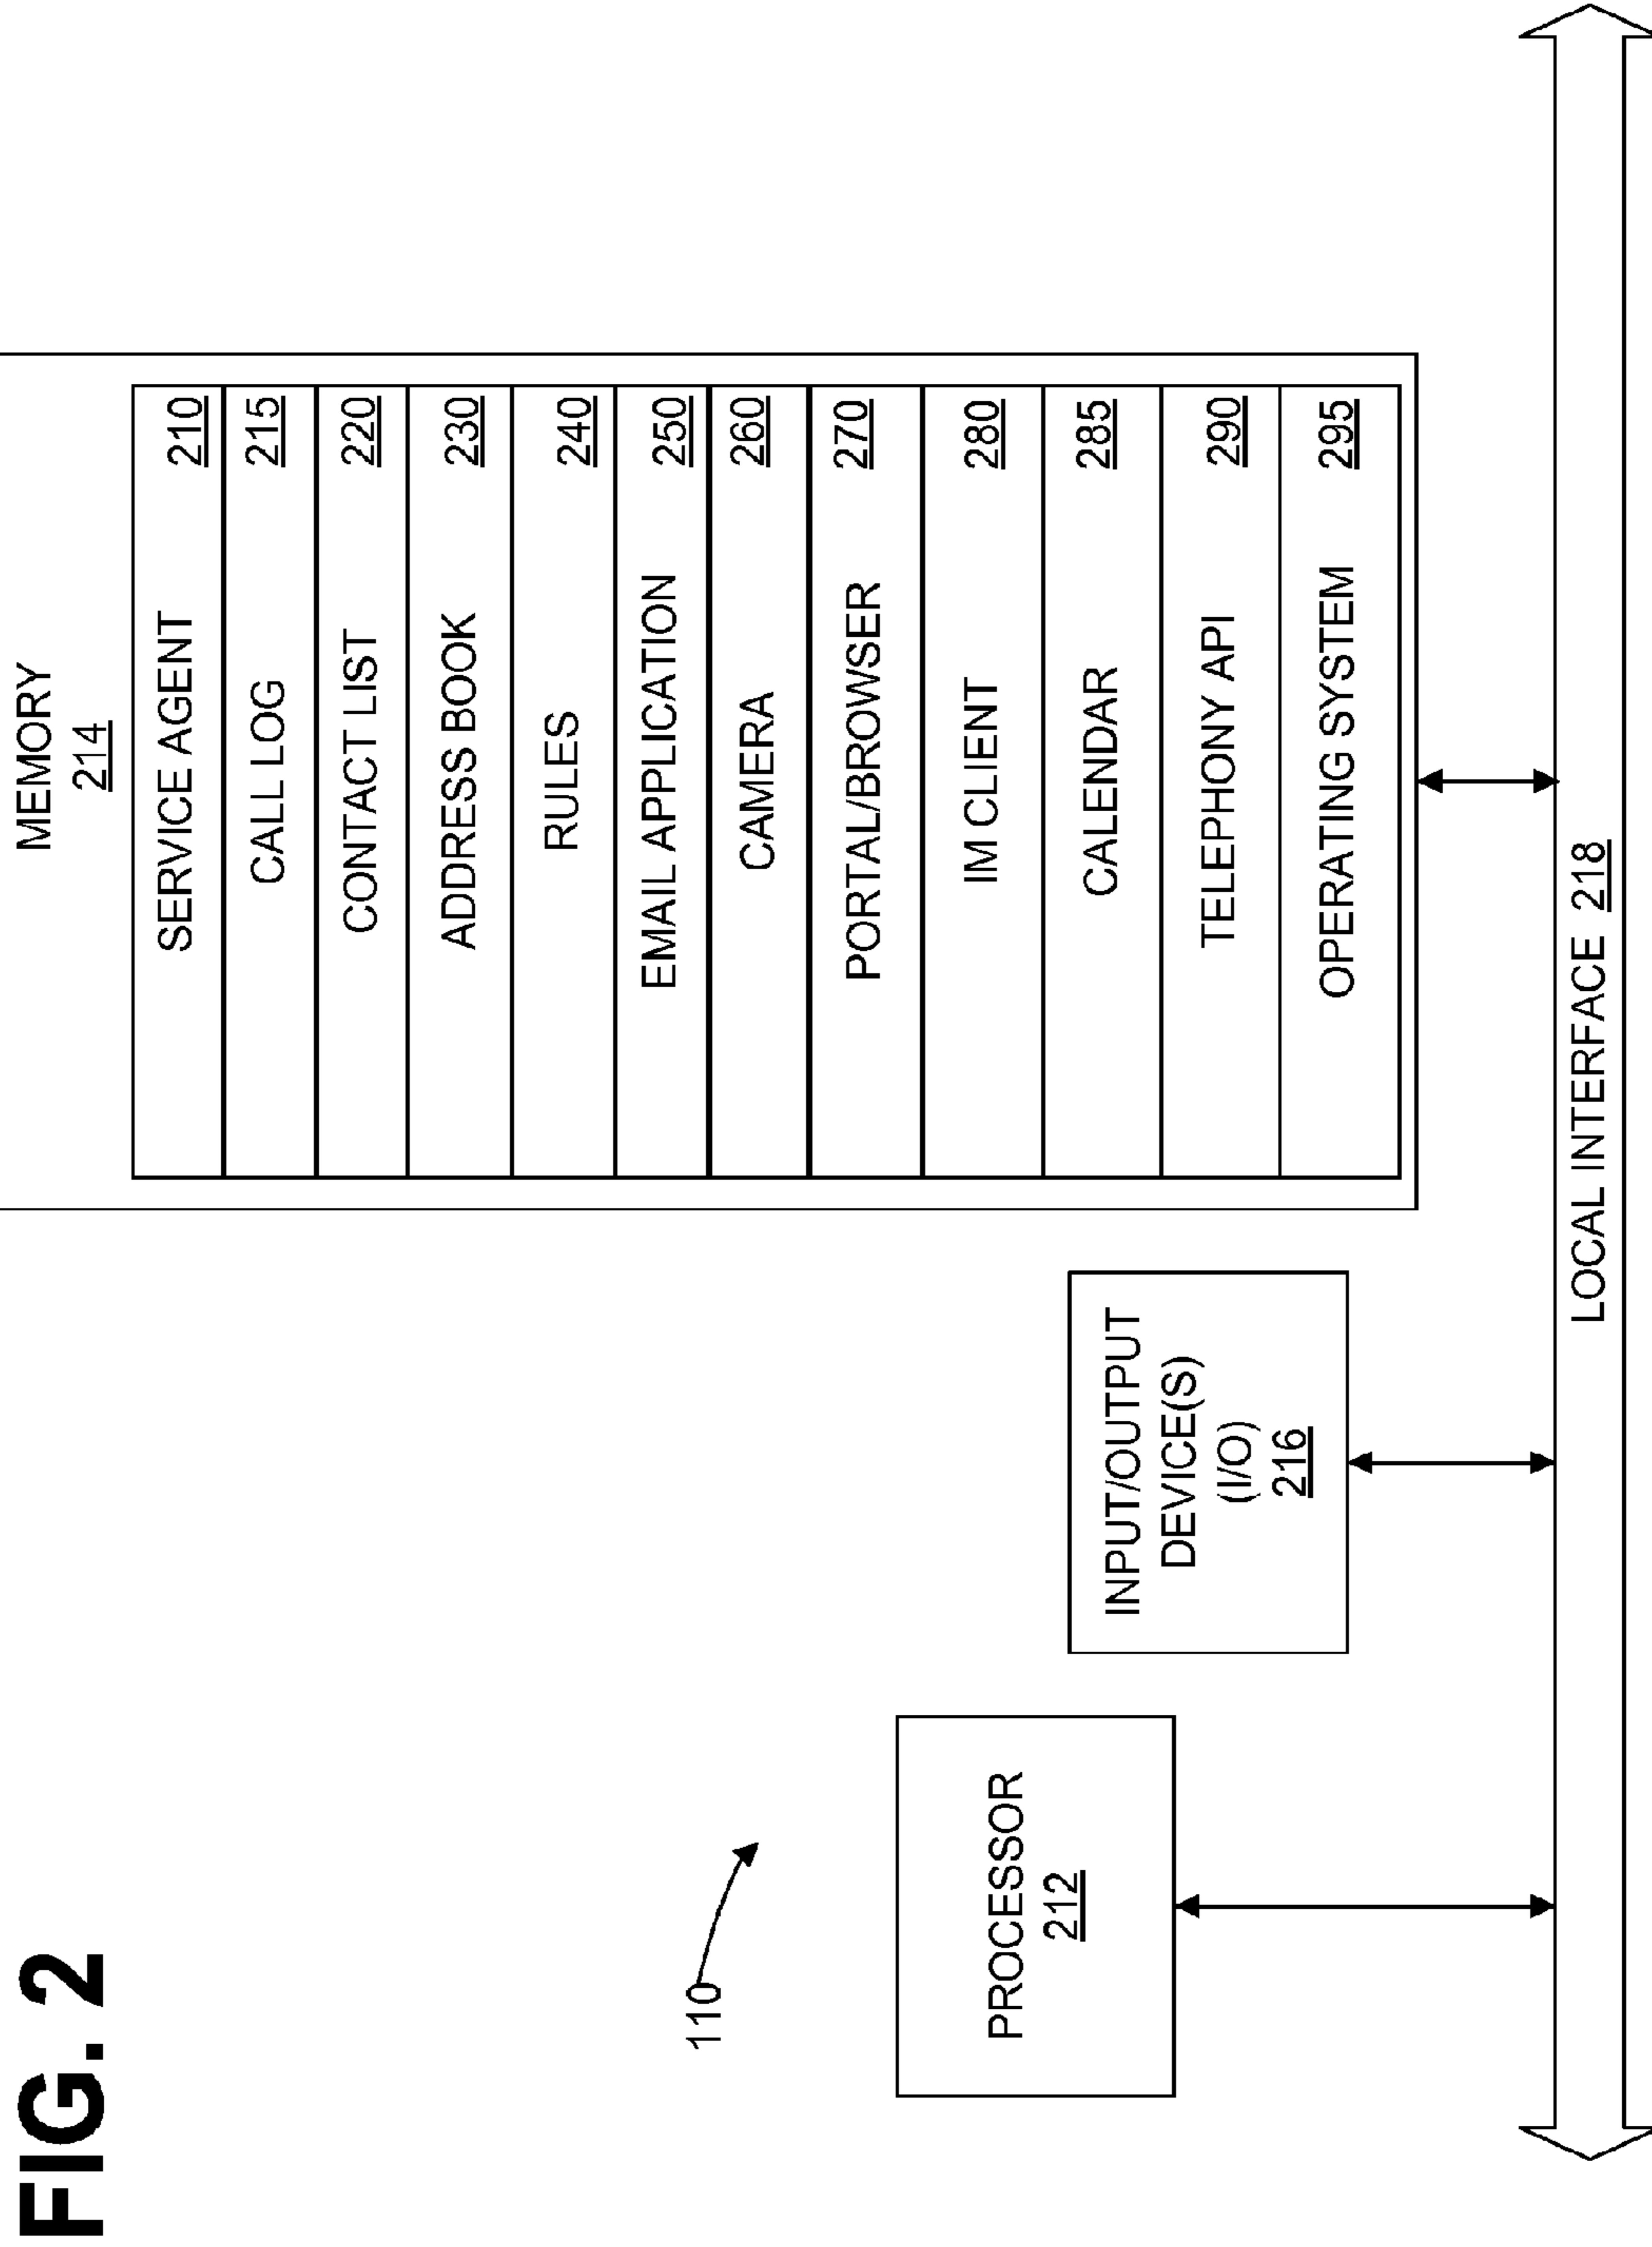 FIG. 2
110
PROCESSOR
212
INPUT/OUTPUT
DEVICE(S)
(I/O)
216
MEMORY
214
SERVICE AGENT 210
CALL LOG 215
CONTACT LIST 220
ADDRESS BOOK 230
RULES 240
EMAIL APPLICATION 250
CAMERA 260
PORTAL/BROWSER 270
IM CLIENT 280
CALENDAR 285
TELEPHONY API 290
OPERATING SYSTEM 295
LOCAL INTERFACE 218